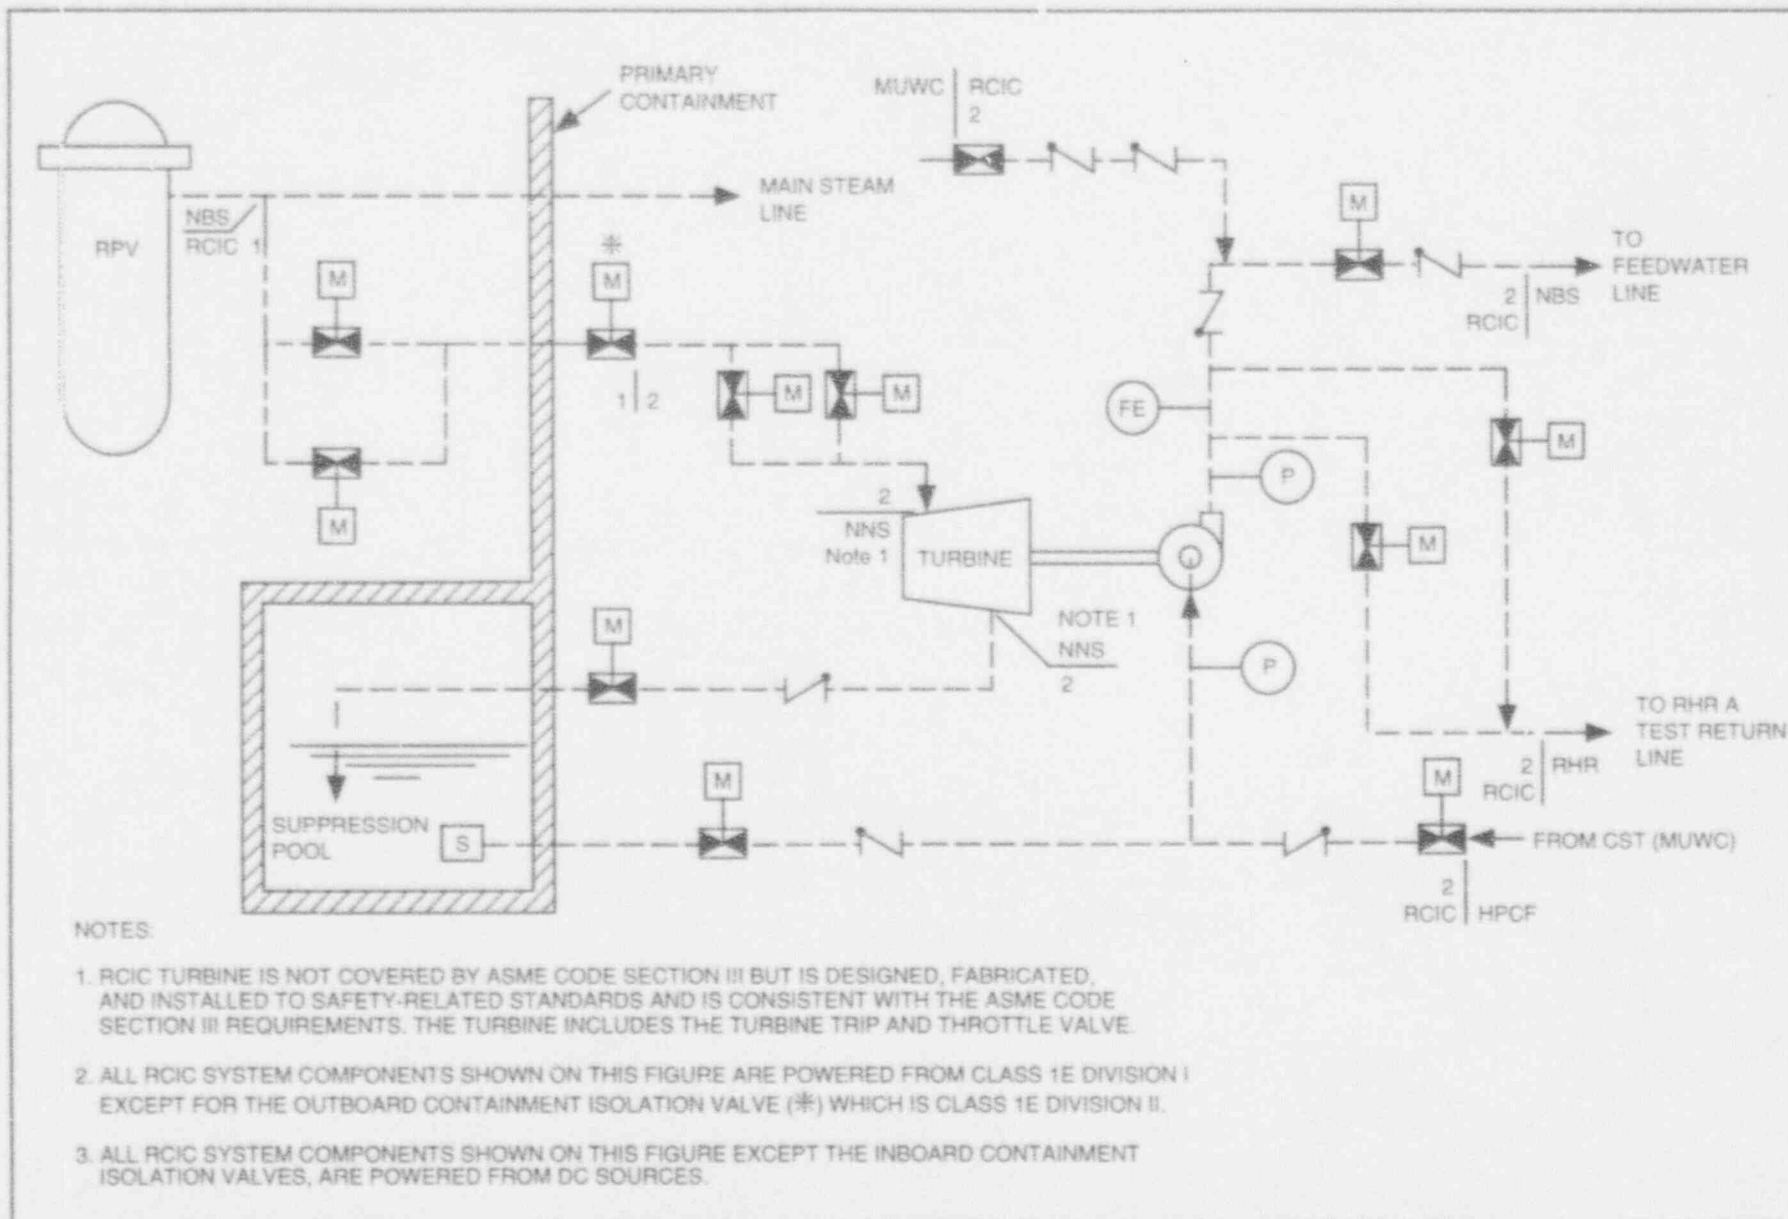 PRIMARY
CONTAINMENT
MUWC RCIC
2
MAIN STEAM
LINE
NBS
RCIC 1
RPV
M
M
※
M
1 2
M
M
M
TO
FEEDWATER
LINE
2 NBS
RCIC
FE
P
M
M
2
NNS
Note 1
TURBINE
NOTE 1
NNS
2
P
M
TO RHR A
TEST RETURN
LINE
2 RHR
RCIC
M
M
SUPPRESSION
POOL
S
FROM CST (MUWC)
2
RCIC HPCF
NOTES:
1. RCIC TURBINE IS NOT COVERED BY ASME CODE SECTION III BUT IS DESIGNED, FABRICATED,
AND INSTALLED TO SAFETY-RELATED STANDARDS AND IS CONSISTENT WITH THE ASME CODE
SECTION III REQUIREMENTS. THE TURBINE INCLUDES THE TURBINE TRIP AND THROTTLE VALVE.
2. ALL RCIC SYSTEM COMPONENTS SHOWN ON THIS FIGURE ARE POWERED FROM CLASS 1E DIVISION I
EXCEPT FOR THE OUTBOARD CONTAINMENT ISOLATION VALVE (※) WHICH IS CLASS 1E DIVISION II.
3. ALL RCIC SYSTEM COMPONENTS SHOWN ON THIS FIGURE EXCEPT THE INBOARD CONTAINMENT
ISOLATION VALVES, ARE POWERED FROM DC SOURCES.